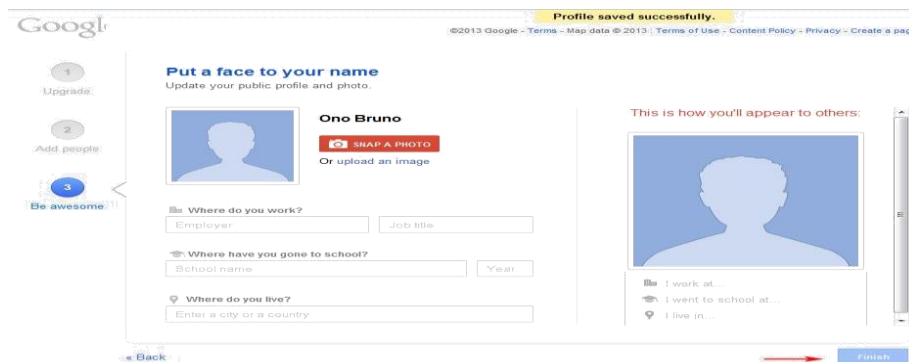 Profile saved successfully.
Googl
©2013 Google - Terms - Map data © 2013 : Terms of Use - Content Policy - Privacy - Create a pag
1
Upgrade
2
Add people
3
Be awesome
Put a face to your name
Update your public profile and photo.
Ono Bruno
SNAP A PHOTO
Or upload an image
Where do you work?
Employer
Job title
Where have you gone to school?
School name
Year
Where do you live?
Enter a city or a country
This is how you'll appear to others:
I work at...
I went to school at...
I live in...
« Back
Finish